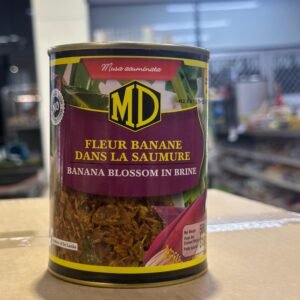 Musa acuminata
MD
FLEUR BANANE
DANS LA SAUMURE
BANANA BLOSSOM IN BRINE